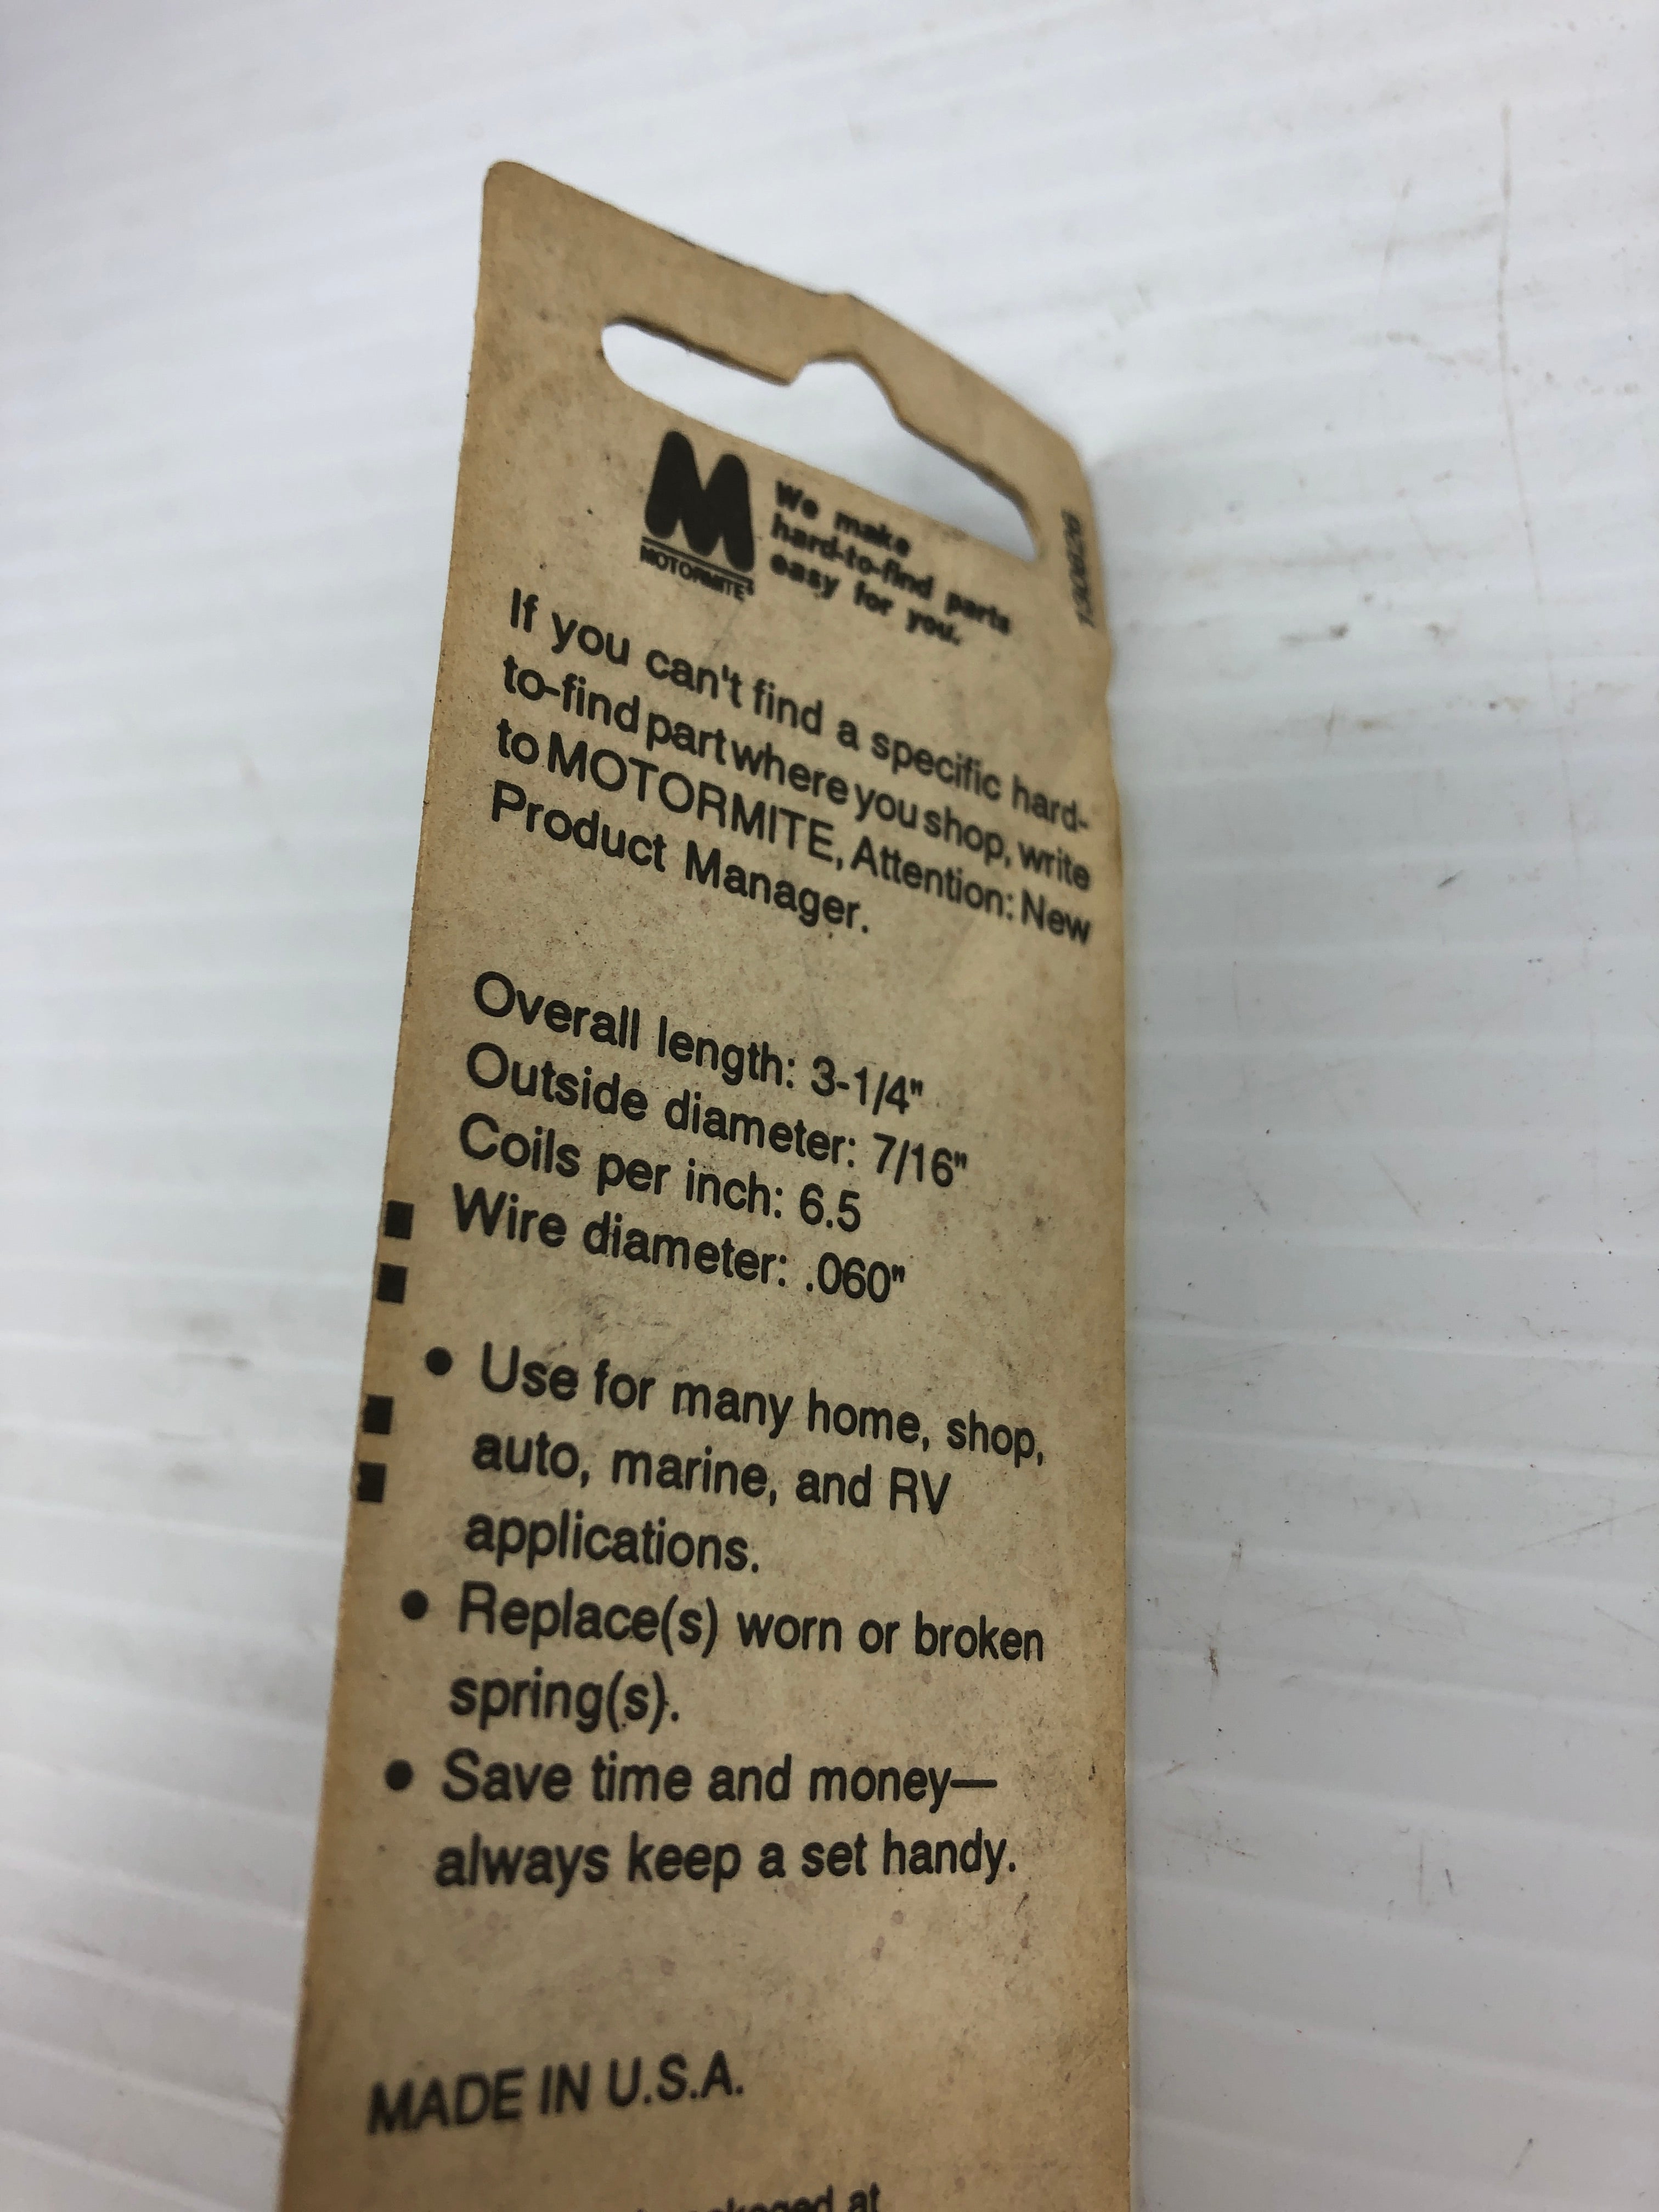 M
MOTORMITE
We make
hard-to-find parts
easy for you.
If you can't find a specific hard-
to-find part where you shop, write
to MOTORMITE, Attention: New
Product Manager.
Overall length: 3-1/4"
Outside diameter: 7/16"
Coils per inch: 6.5
Wire diameter: .060"
• Use for many home, shop,
auto, marine, and RV
applications.
• Replace(s) worn or broken
spring(s).
• Save time and money—
always keep a set handy.
MADE IN U.S.A.
at